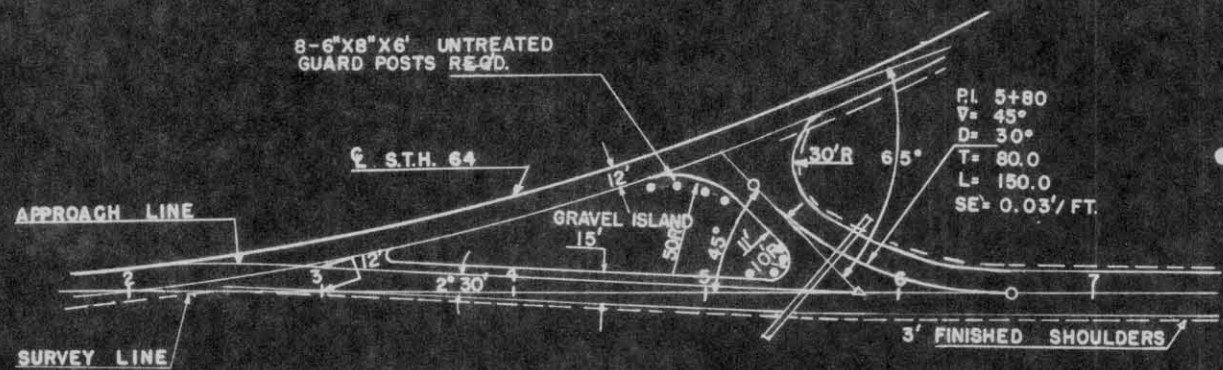 8-6"X8"X6' UNTREATED
GUARD POSTS REQ'D.
P.I. 5+80
∇= 45°
D= 30°
T= 80.0
L= 150.0
SE= 0.03'/ FT.
℄ S.T.H. 64
12'
30'R
65°
APPROACH LINE
GRAVEL ISLAND
15'
50'R
45°
11'
10'R
12'
2
3
2° 30'
4
5
6
7
3' FINISHED SHOULDERS
SURVEY LINE